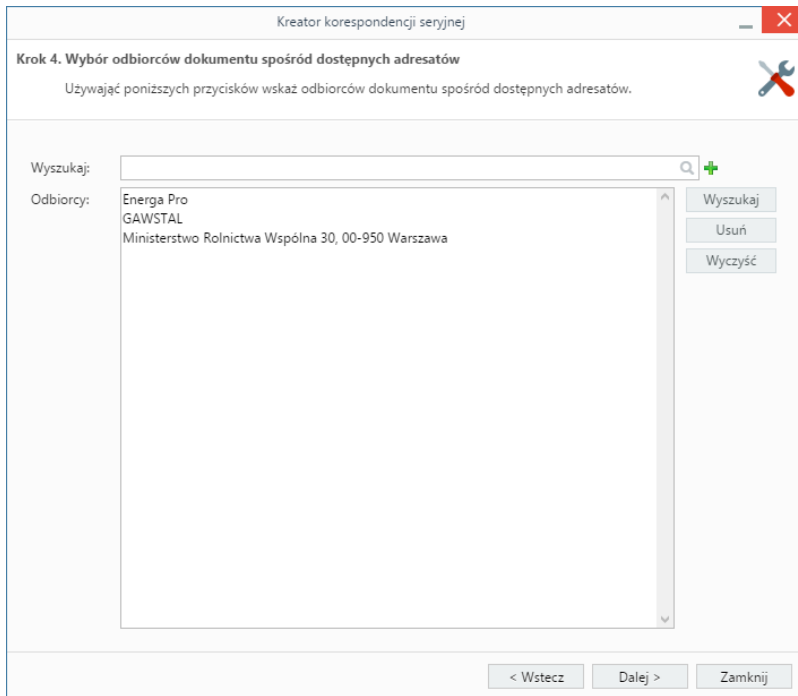 Kreator korespondencji seryjnej
Krok 4. Wybór odbiorców dokumentu spośród dostępnych adresatów
Używająć poniższych przycisków wskaż odbiorców dokumentu spośród dostępnych adresatów.
Wyszukaj:
Odbiorcy:
Energa Pro
GAWSTAL
Ministerstwo Rolnictwa Wspólna 30, 00-950 Warszawa
Wyszukaj
Usuń
Wyczyść
< Wstecz
Dalej >
Zamknij